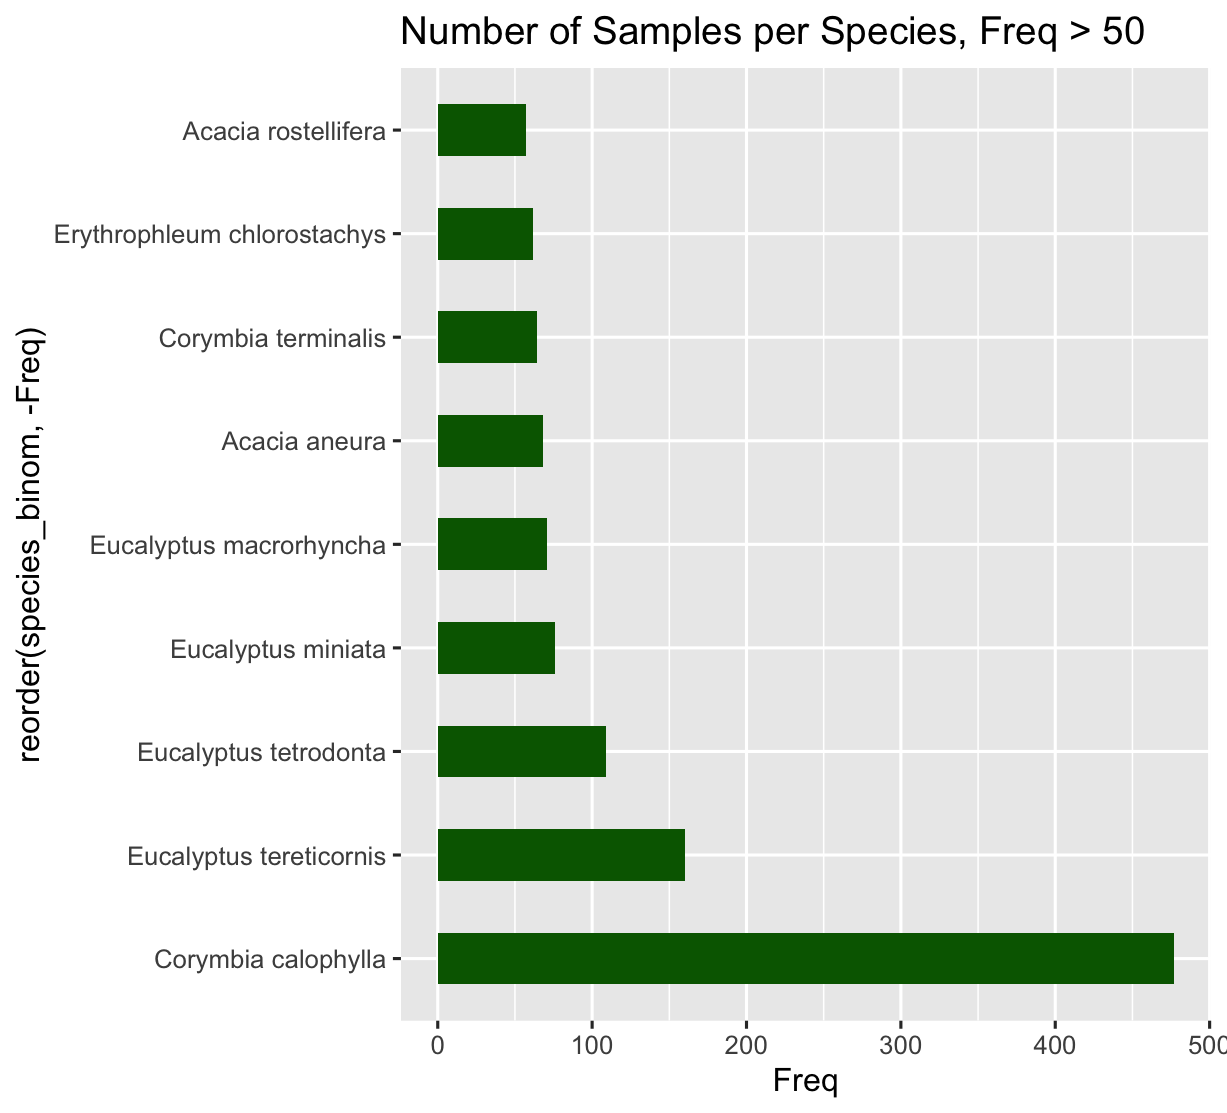 Number of Samples per Species, Freq > 50
Acacia rostellifera
Erythrophleum chlorostachys
Corymbia terminalis
Acacia aneura
Eucalyptus macrorhyncha
Eucalyptus miniata
Eucalyptus tetrodonta
Eucalyptus tereticornis
Corymbia calophylla
reorder(species_binom, -Freq)
0 100 200 300 400 500
Freq